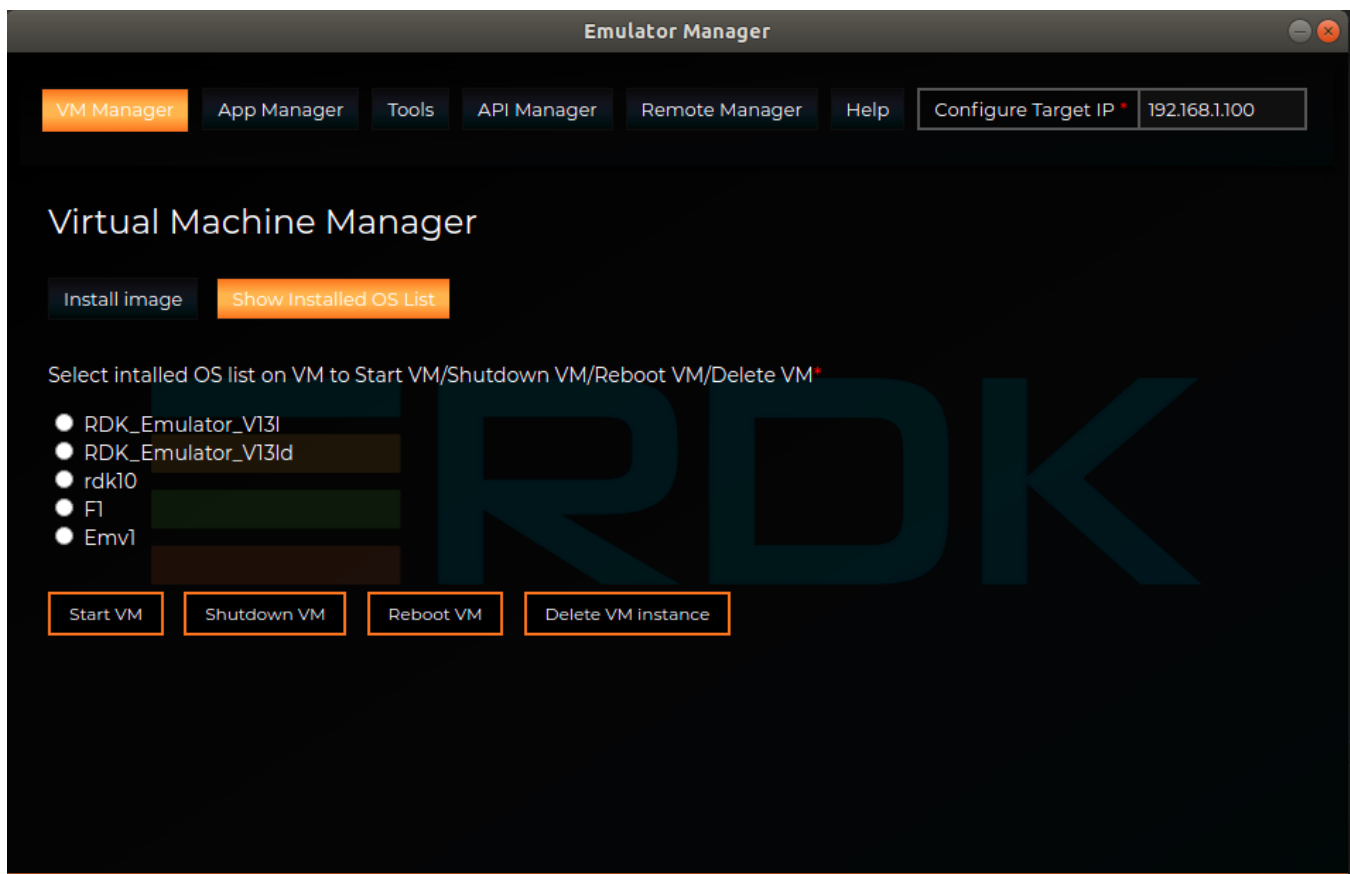 Emulator Manager
VM Manager App Manager Tools API Manager Remote Manager Help Configure Target IP * 192.168.1.100
Virtual Machine Manager
Install image Show Installed OS List
Select intalled OS list on VM to Start VM/Shutdown VM/Reboot VM/Delete VM*
RDK_Emulator_V13l
RDK_Emulator_V13ld
rdk10
F1
Emv1
RDK
Start VM Shutdown VM Reboot VM Delete VM instance